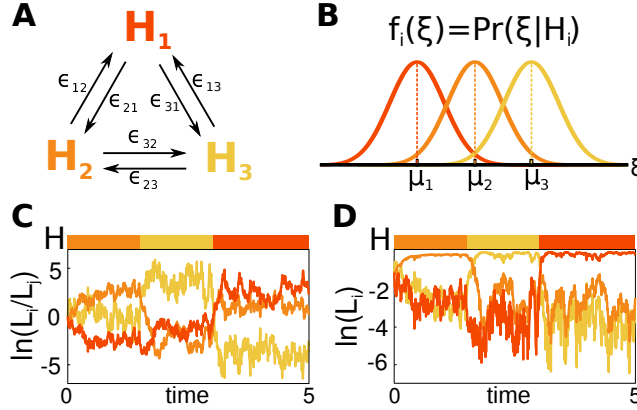 A
H₁
ϵ₁₂
ϵ₂₁
ϵ₃₁
ϵ₁₃
H₂
ϵ₃₂
H₃
ϵ₂₃
B
fᵢ(ξ)=Pr(ξ|Hᵢ)
μ₁
μ₂
μ₃
ξ
C
H
ln(Lᵢ/Lⱼ)
5
0
-5
0
time
5
D
H
ln(Lᵢ)
-2
-4
-6
0
time
5